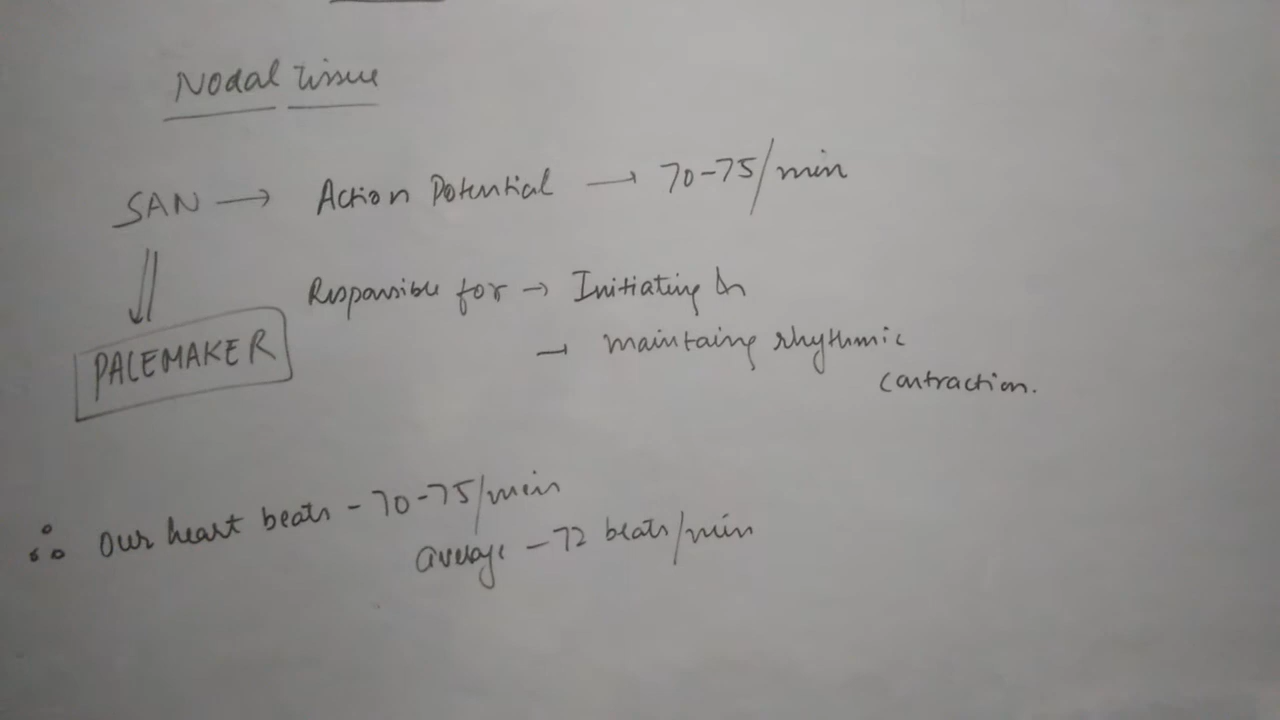 Nodal tissue
SAN → Action Potential → 70-75/min
Responsible for → Initiating &
→ maintaing rhythmic
contraction.
PACEMAKER
∴ Our heart beats - 70-75/min
average - 72 beats/min